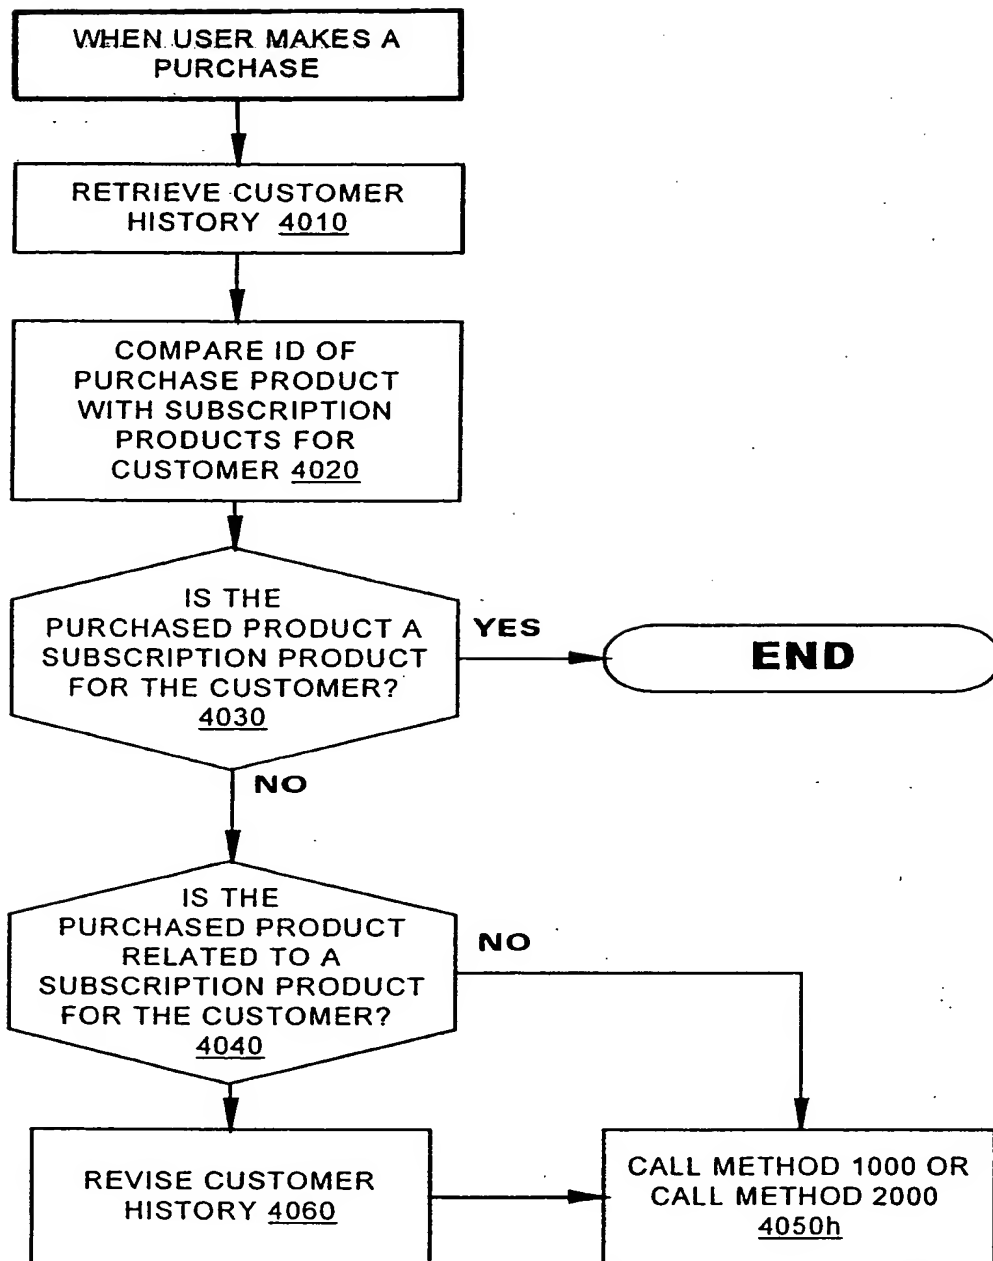 WHEN USER MAKES A
PURCHASE
RETRIEVE CUSTOMER
HISTORY 4010
COMPARE ID OF
PURCHASE PRODUCT
WITH SUBSCRIPTION
PRODUCTS FOR
CUSTOMER 4020
IS THE
PURCHASED PRODUCT A
SUBSCRIPTION PRODUCT
FOR THE CUSTOMER?
4030
YES
END
NO
IS THE
PURCHASED PRODUCT
RELATED TO A
SUBSCRIPTION PRODUCT
FOR THE CUSTOMER?
4040
NO
REVISE CUSTOMER
HISTORY 4060
CALL METHOD 1000 OR
CALL METHOD 2000
4050h